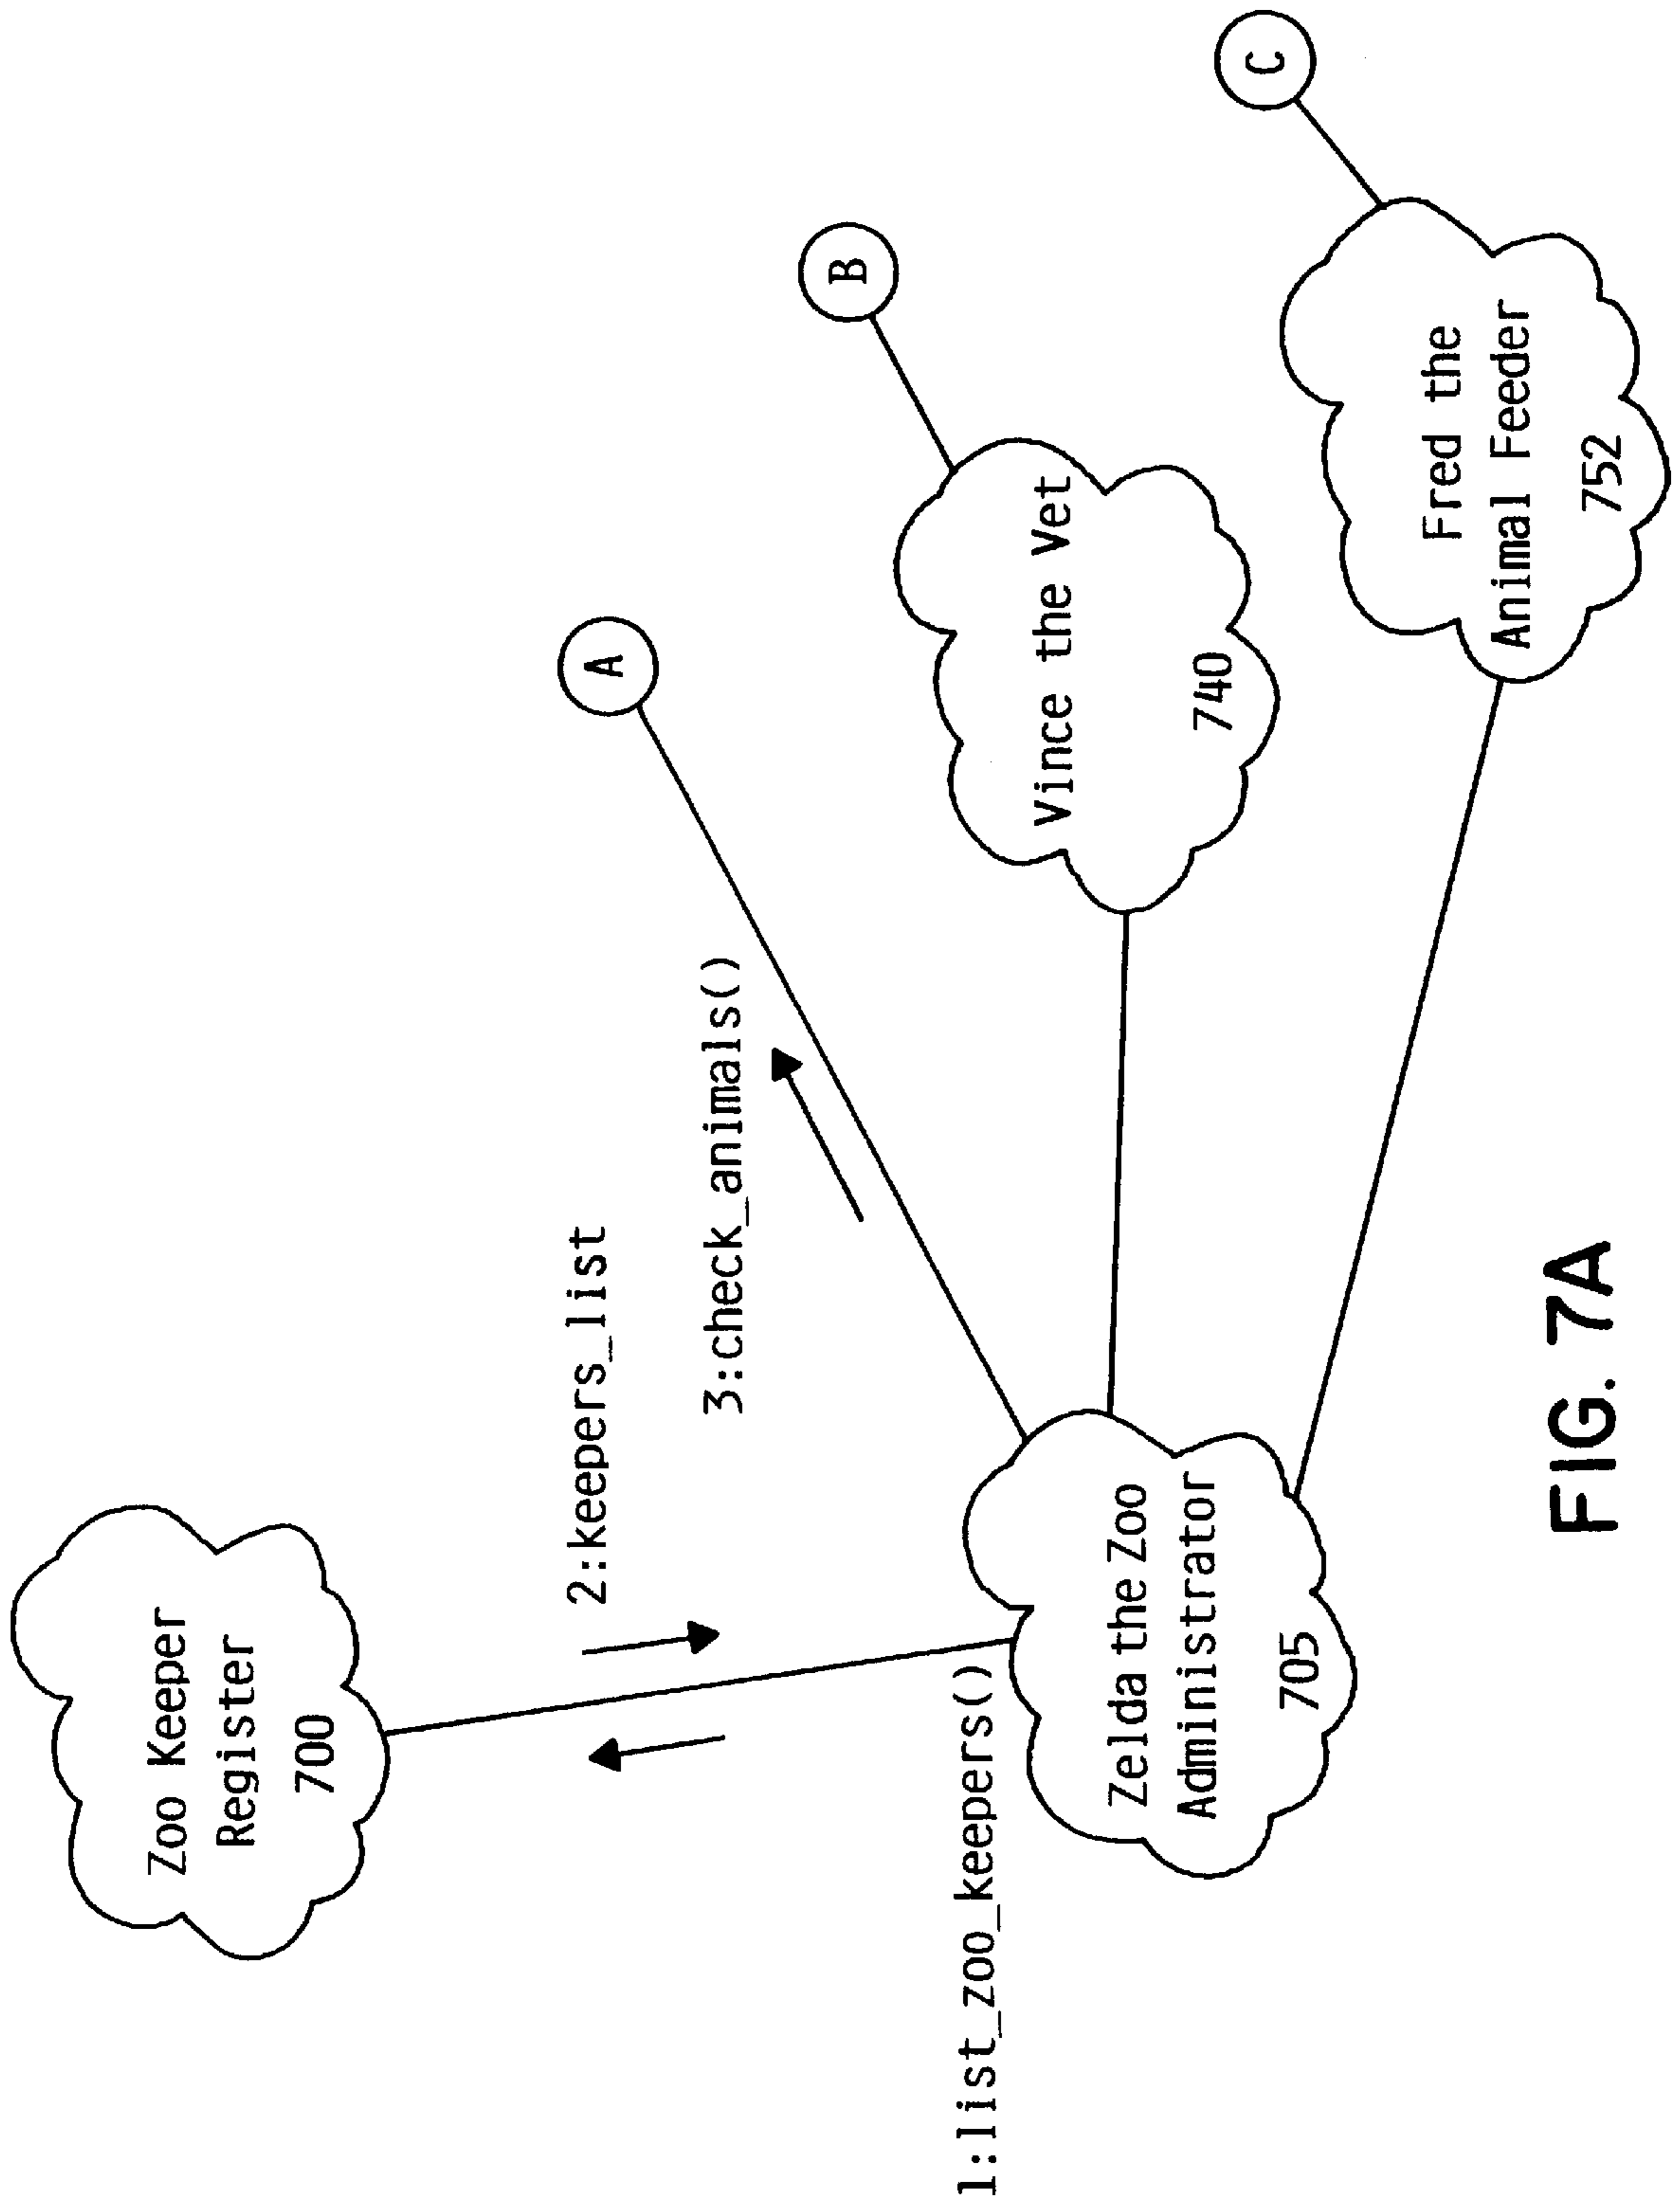 Zoo Keeper
Register
700
2:keepers_list
3:check_animals()
1:list_zoo_keepers()
A
B
C
Zelda the Zoo
Administrator
705
Vince the Vet
740
Fred the
Animal Feeder
752
FIG. 7A